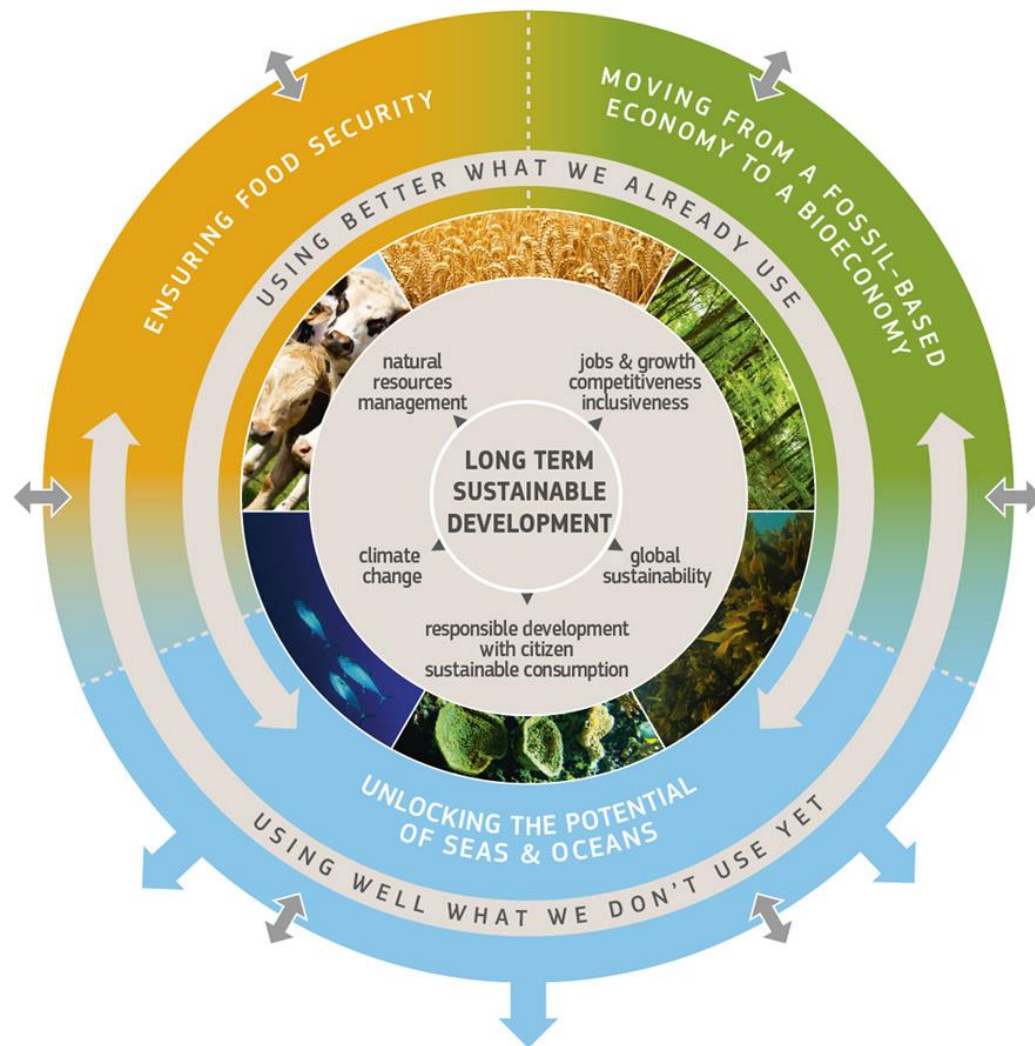 ENSURING FOOD SECURITY
MOVING FROM A FOSSIL-BASED
ECONOMY TO A BIOECONOMY
USING BETTER WHAT WE ALREADY USE
natural
resources
management
jobs & growth
competitiveness
inclusiveness
LONG TERM
SUSTAINABLE
DEVELOPMENT
climate
change
global
sustainability
responsible development
with citizen
sustainable consumption
UNLOCKING THE POTENTIAL
OF SEAS & OCEANS
USING WELL WHAT WE DON'T USE YET